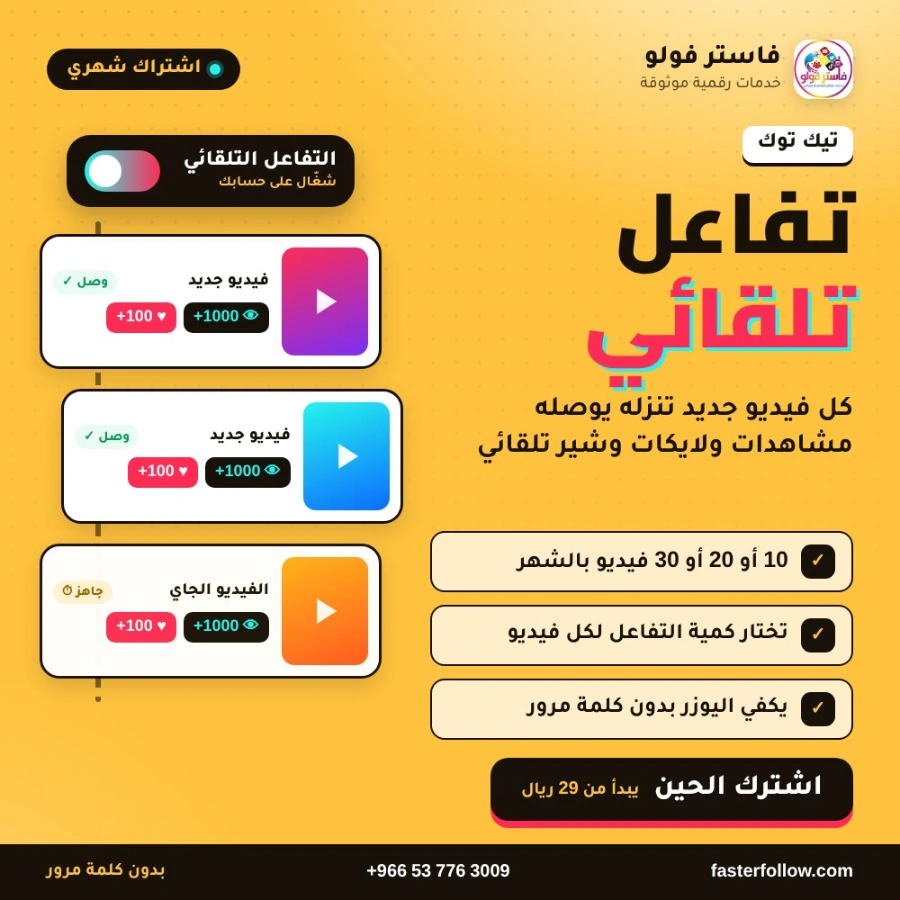 فاستر فولو
خدمات رقمية موثوقة
فاستر فولو
اشتراك شهري
تيك توك
تفاعل
تلقائي
كل فيديو جديد تنزله يوصله
مشاهدات ولايكات وشير تلقائي
10 أو 20 أو 30 فيديو بالشهر
تختار كمية التفاعل لكل فيديو
يكفي اليوزر بدون كلمة مرور
اشترك الحين يبدأ من 29 ريال
التفاعل التلقائي
شغّال على حسابك
فيديو جديد
وصل ✓
+1000
+100 ♥
فيديو جديد
وصل ✓
+1000
+100 ♥
الفيديو الجاي
جاهز
+1000
+100 ♥
fasterfollow.com
+966 53 776 3009
بدون كلمة مرور